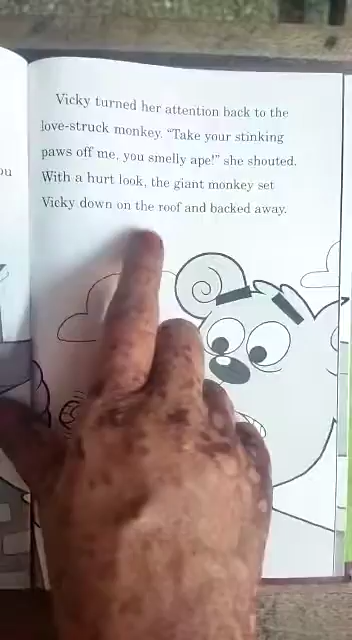 ou
Vicky turned her attention back to the
love-struck monkey. “Take your stinking
paws off me, you smelly ape!” she shouted.
With a hurt look, the giant monkey set
Vicky down on the roof and backed away.